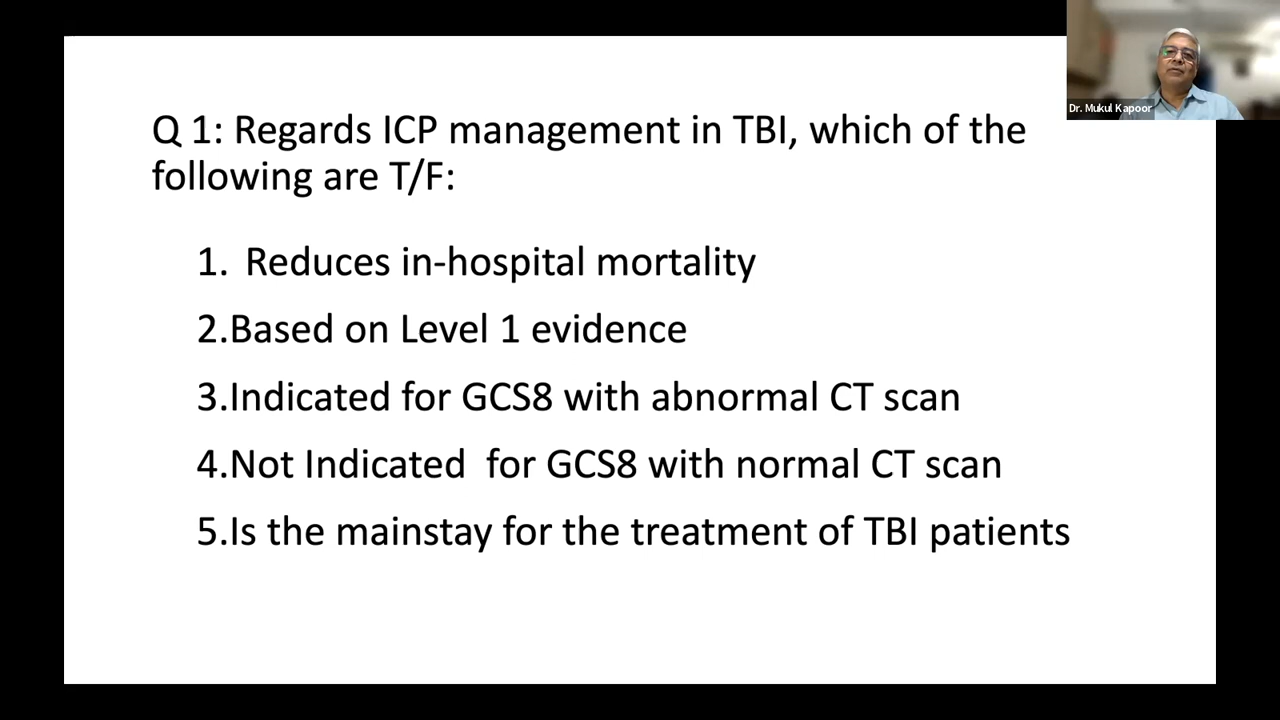 Dr. Mukul Kapoor
Q 1: Regards ICP management in TBI, which of the
following are T/F:
1. Reduces in-hospital mortality
2.Based on Level 1 evidence
3.Indicated for GCS8 with abnormal CT scan
4.Not Indicated for GCS8 with normal CT scan
5.Is the mainstay for the treatment of TBI patients